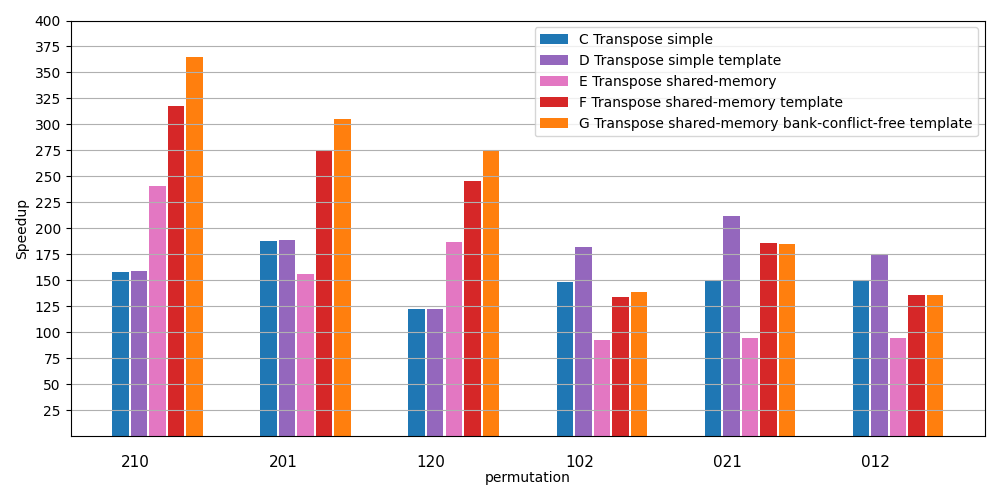 400
375
350
325
300
275
250
225
200
175
150
125
100
75
50
25
Speedup
C Transpose simple
D Transpose simple template
E Transpose shared-memory
F Transpose shared-memory template
G Transpose shared-memory bank-conflict-free template
210 201 120 102 021 012
permutation